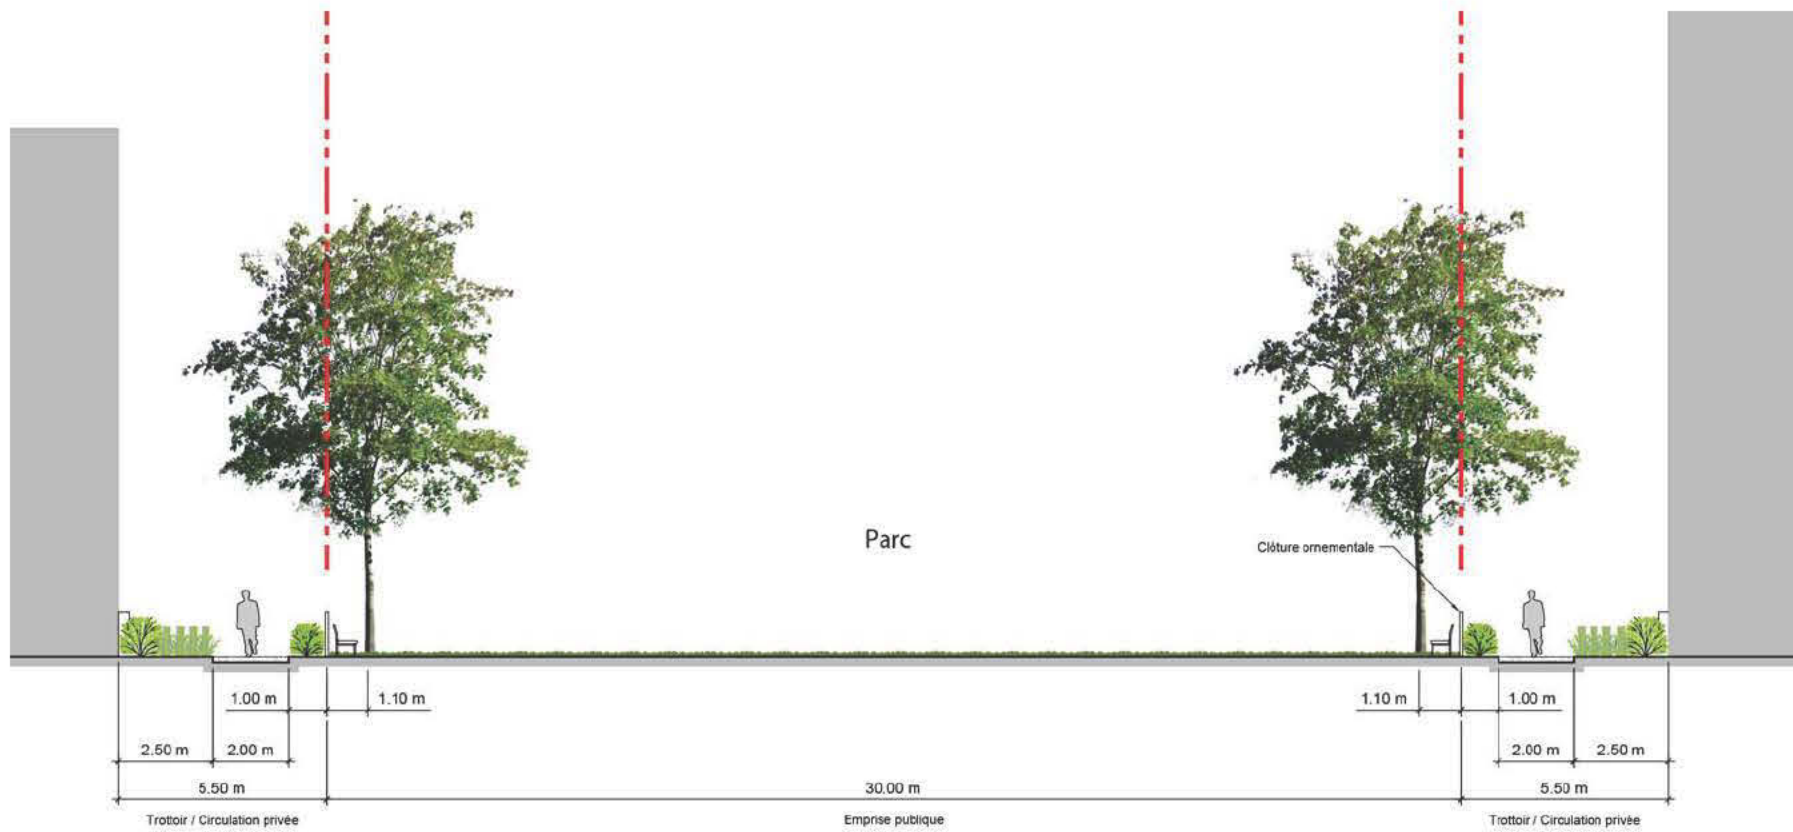 Parc
Clôture ornementale
1.00 m
1.10 m
1.10 m
1.00 m
2.50 m
2.00 m
2.00 m
2.50 m
5.50 m
30.00 m
5.50 m
Trottoir / Circulation privée
Emprise publique
Trottoir / Circulation privée